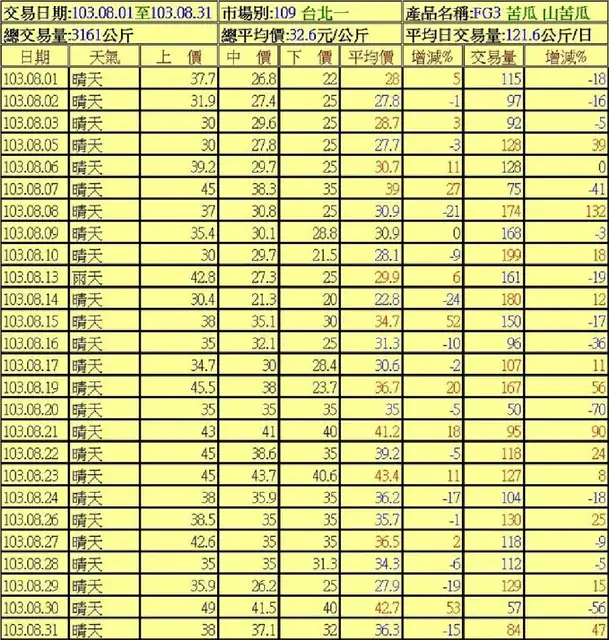 交易日期:103.08.01至103.08.31 市場別:109 台北一 產品名稱:FG3 苦瓜 山苦瓜
總交易量:3161公斤 總平均價:32.6元/公斤 平均日交易量:121.6公斤/日
日期 天氣 上 價 中 價 下 價 平均價 增減% 交易量 增減%
103.08.01 晴天 37.7 26.8 22 28 5 115 -18
103.08.02 晴天 31.9 27.4 25 27.8 -1 97 -16
103.08.03 晴天 30 29.6 25 28.7 3 92 -5
103.08.05 晴天 30 27.8 25 27.7 -3 128 39
103.08.06 晴天 39.2 29.7 25 30.7 11 128 0
103.08.07 晴天 45 38.3 35 39 27 75 -41
103.08.08 晴天 37 30.8 25 30.9 -21 174 132
103.08.09 晴天 35.4 30.1 28.8 30.9 0 168 -3
103.08.10 晴天 30 29.7 21.5 28.1 -9 199 18
103.08.13 雨天 42.8 27.3 25 29.9 6 161 -19
103.08.14 晴天 30.4 21.3 20 22.8 -24 180 12
103.08.15 晴天 38 35.1 30 34.7 52 150 -17
103.08.16 晴天 35 32.1 25 31.3 -10 96 -36
103.08.17 晴天 34.7 30 28.4 30.6 -2 107 11
103.08.19 晴天 45.5 38 23.7 36.7 20 167 56
103.08.20 晴天 35 35 35 35 -5 50 -70
103.08.21 晴天 43 41 40 41.2 18 95 90
103.08.22 晴天 45 38.6 35 39.2 -5 118 24
103.08.23 晴天 45 43.7 40.6 43.4 11 127 8
103.08.24 晴天 38 35.9 35 36.2 -17 104 -18
103.08.26 晴天 38.5 35 35 35.7 -1 130 25
103.08.27 晴天 42.6 35 35 36.5 2 118 -9
103.08.28 晴天 35 35 31.3 34.3 -6 112 -5
103.08.29 晴天 35.9 26.2 25 27.9 -19 129 15
103.08.30 晴天 49 41.5 40 42.7 53 57 -56
103.08.31 晴天 38 37.1 32 36.3 -15 84 47